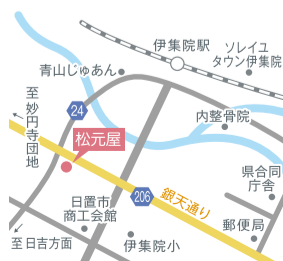 伊集院駅
ソレイユ
タウン伊集院
青山じゅあん
24
至妙円寺団地
内整骨院
松元屋
県合同
庁舎
206
銀天通り
日置市
商工会館
郵便局
至日吉方面
伊集院小